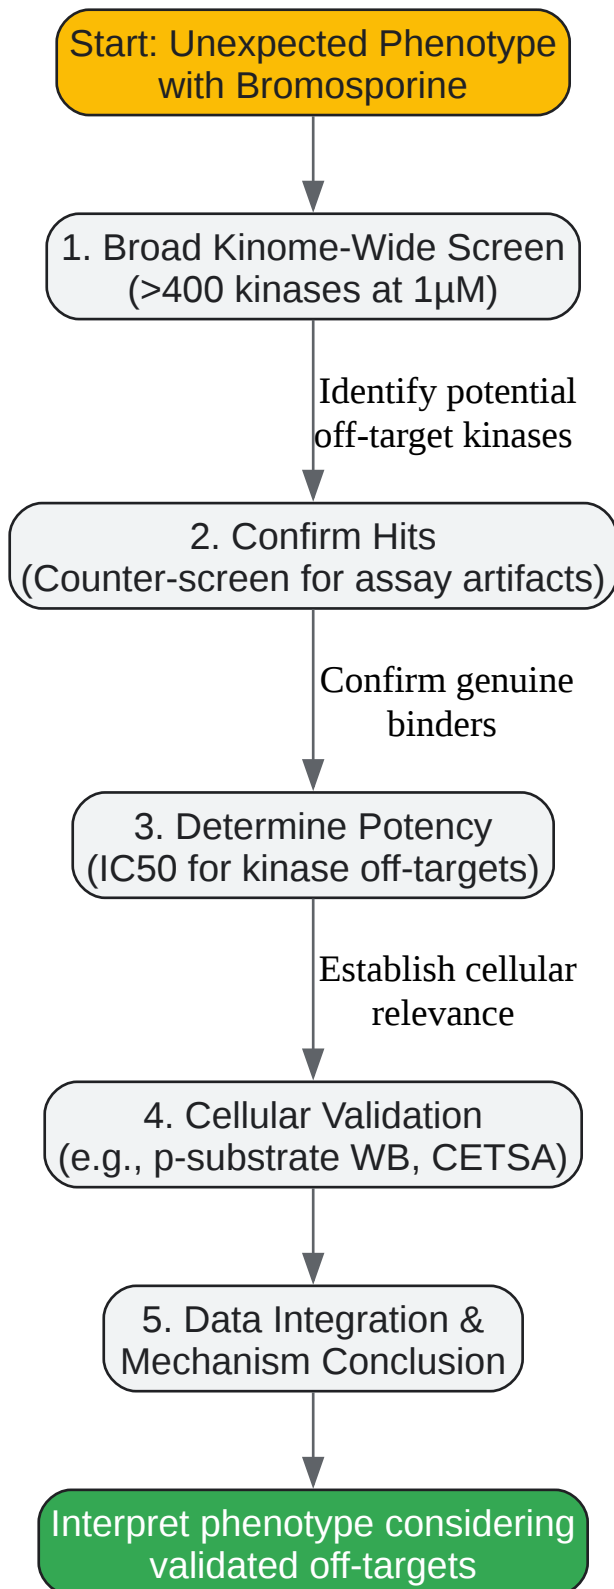 Start: Unexpected Phenotype
with Bromosporine
1. Broad Kinome-Wide Screen
(>400 kinases at 1µM)
Identify potential
off-target kinases
2. Confirm Hits
(Counter-screen for assay artifacts)
Confirm genuine
binders
3. Determine Potency
(IC50 for kinase off-targets)
Establish cellular
relevance
4. Cellular Validation
(e.g., p-substrate WB, CETSA)
5. Data Integration &
Mechanism Conclusion
Interpret phenotype considering
validated off-targets